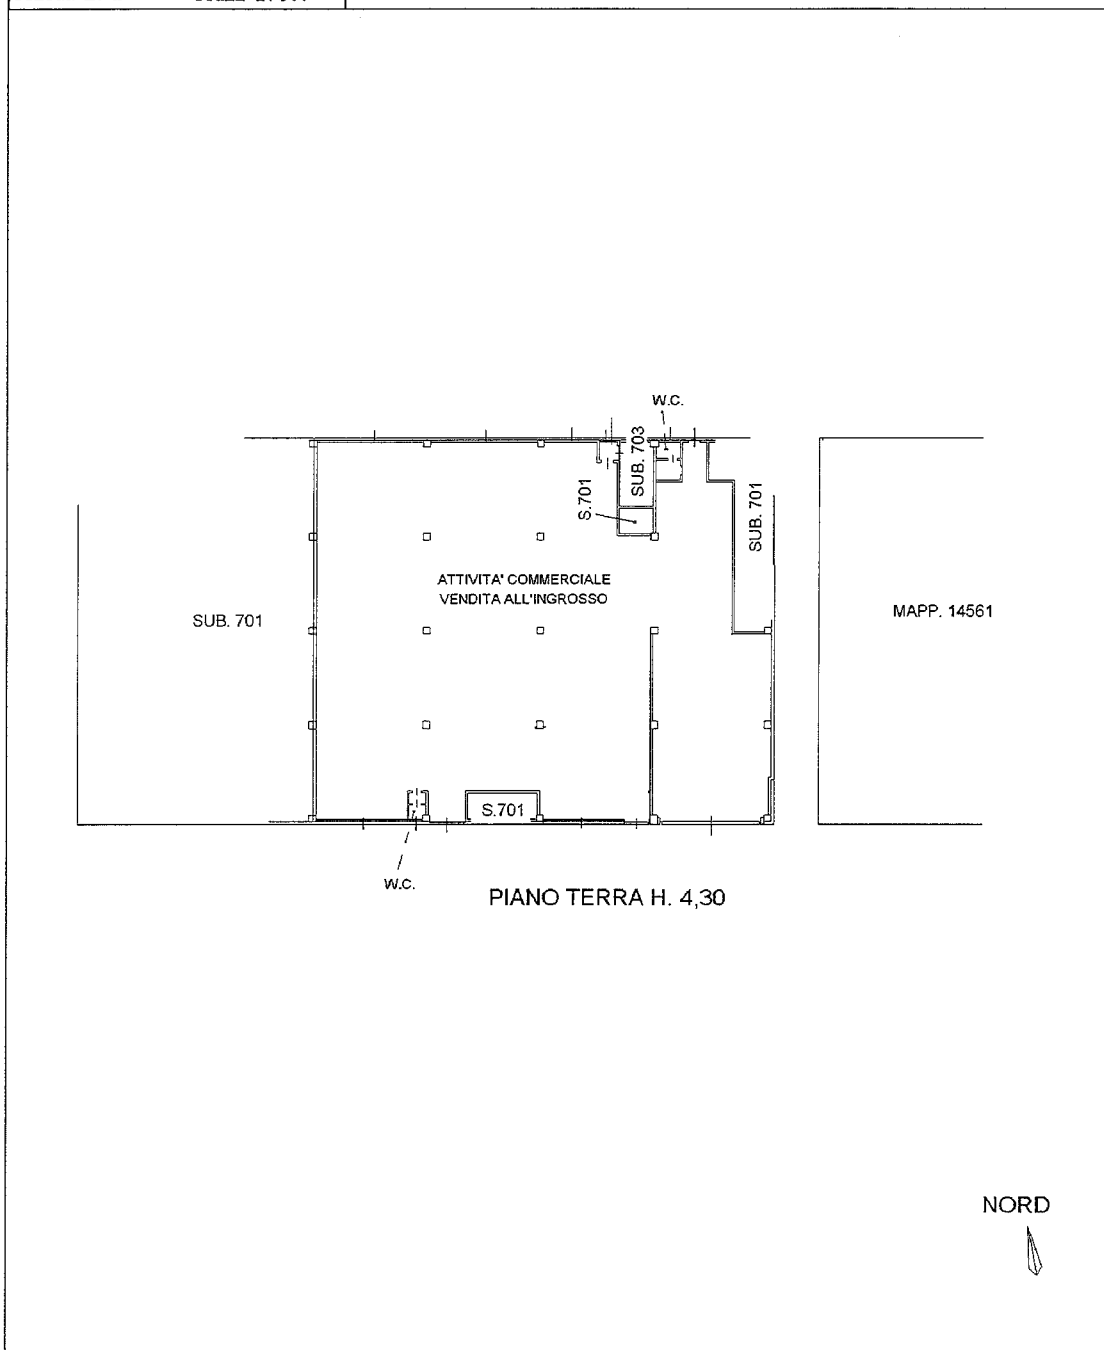 W.C.
SUB. 703
S.701
SUB. 701
ATTIVITA' COMMERCIALE
VENDITA ALL'INGROSSO
SUB. 701
MAPP. 14561
S.701
W.C.
PIANO TERRA H. 4,30
NORD